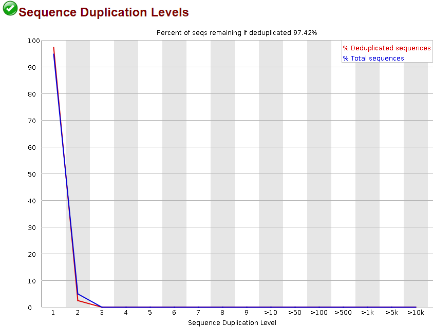 Sequence Duplication Levels
Percent of seqs remaining if deduplicated 97.42%
% Deduplicated sequences
% Total sequences
100
90
80
70
60
50
40
30
20
10
0
1 2 3 4 5 6 7 8 9 >10 >50 >100 >500 >1k >5k >10k
Sequence Duplication Level